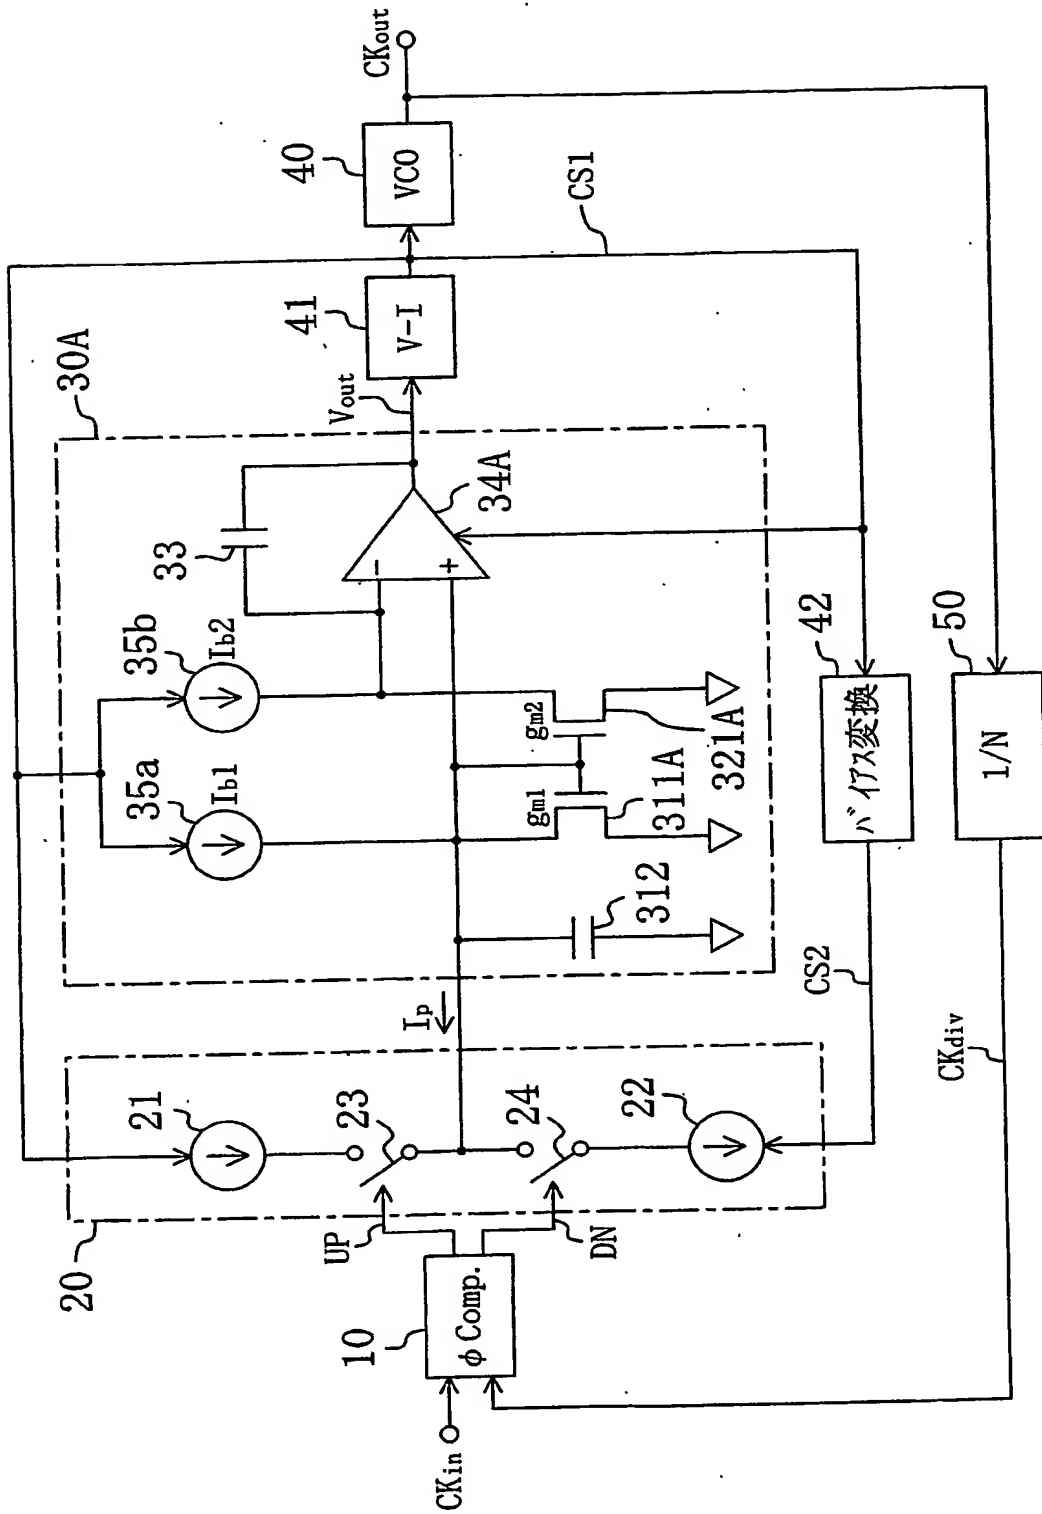 CKin
10
φ Comp.
UP
DN
20
21
23
24
22
Ip
30A
35a
Ib1
35b
Ib2
33
34A
gm1
gm2
311A
321A
312
Vout
41
V-I
40
VCO
CKout
CS1
42
バイアス変換
CS2
50
1/N
CKdiv